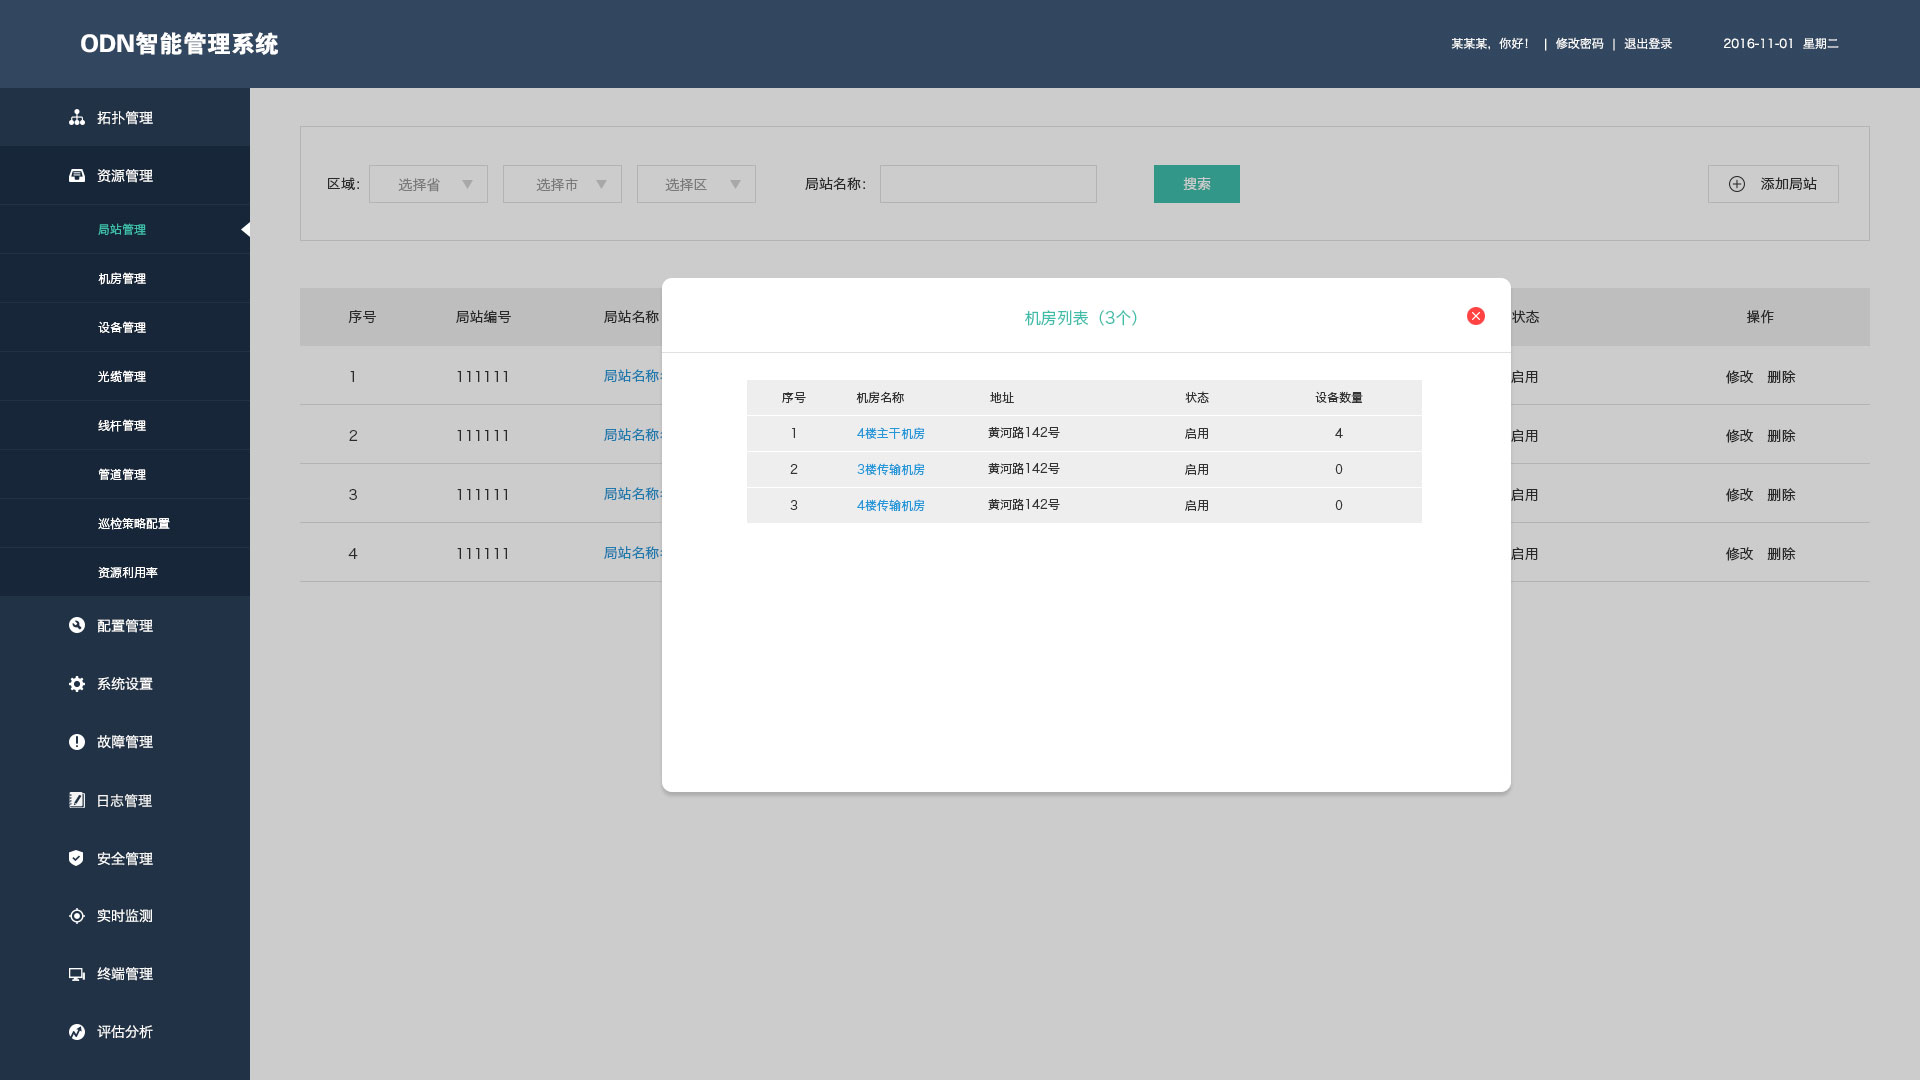 ODN智能管理系统
某某某，你好！ | 修改密码 | 退出登录 2016-11-01 星期二
拓扑管理
资源管理
局站管理
机房管理
设备管理
光缆管理
线杆管理
管道管理
巡检策略配置
资源利用率
配置管理
系统设置
故障管理
日志管理
安全管理
实时监测
终端管理
评估分析
区域： 选择省 选择市 选择区 局站名称： 搜索 添加局站
序号 局站编号 局站名称 状态 操作
1 111111 局站名称 启用 修改 删除
2 111111 局站名称 启用 修改 删除
3 111111 局站名称 启用 修改 删除
4 111111 局站名称 启用 修改 删除
机房列表（3个）
序号 机房名称 地址 状态 设备数量
1 4楼主干机房 黄河路142号 启用 4
2 3楼传输机房 黄河路142号 启用 0
3 4楼传输机房 黄河路142号 启用 0